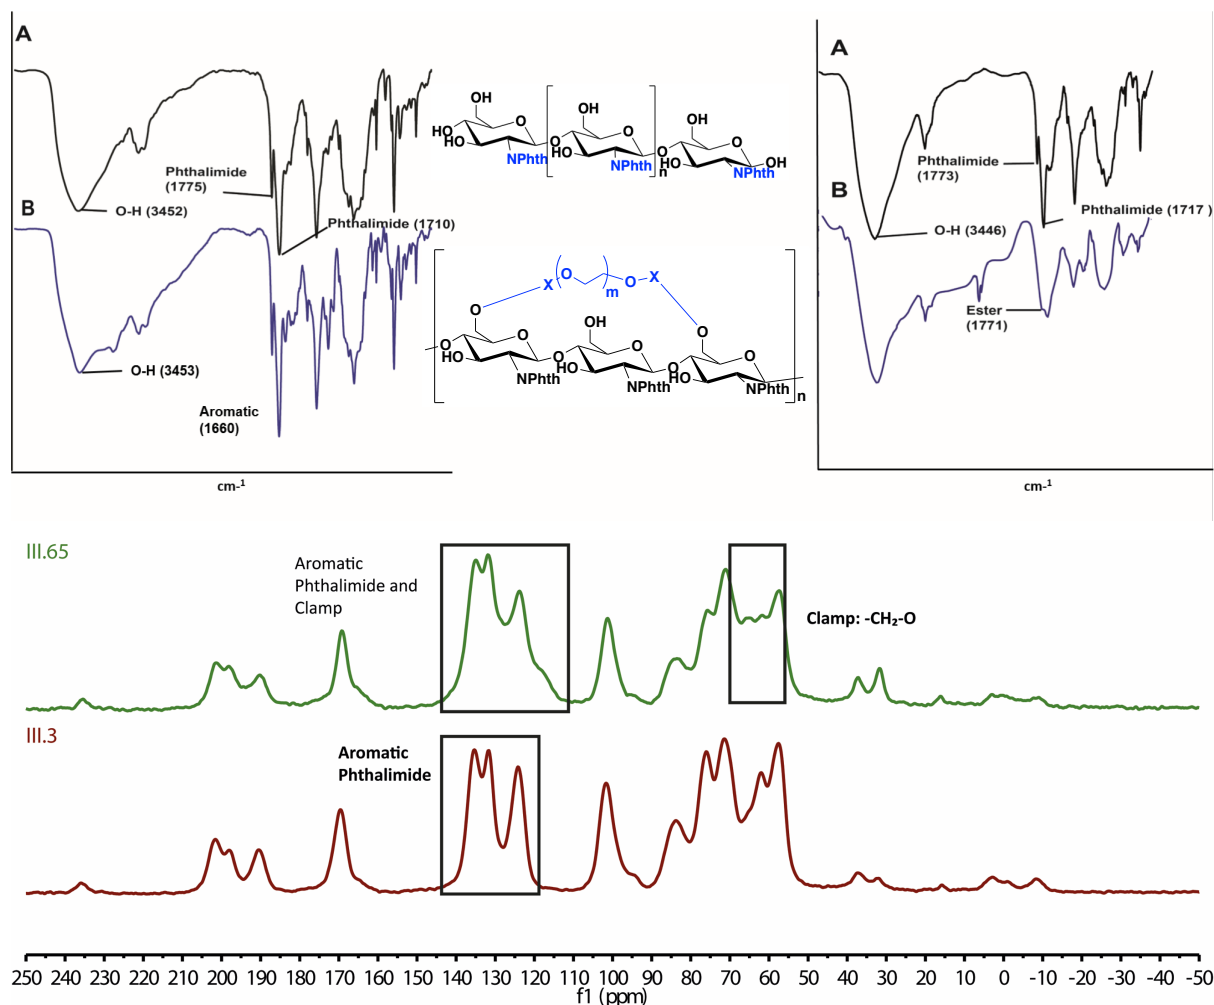 A
Phthalimide
(1775)
O-H (3452)
B
Phthalimide (1710)
O-H (3453)
Aromatic
(1660)
cm-1
OH
OH
OH
HO
O
O
O
O
O
HO
HO
HO
OH
NPhth
NPhth
NPhth
n
X
O
m
O
X
O
OH
O
O
O
O
O
O
O
HO
HO
HO
NPhth
NPhth
NPhth
n
A
Phthalimide
(1773)
B
Phthalimide (1717 )
O-H (3446)
Ester
(1771)
cm-1
III.65
Aromatic
Phthalimide and
Clamp
Clamp: -CH₂-O
III.3
Aromatic
Phthalimide
250 240 230 220 210 200 190 180 170 160 150 140 130 120 110 100 90 80 70 60 50 40 30 20 10 0 -10 -20 -30 -40 -50
f1 (ppm)